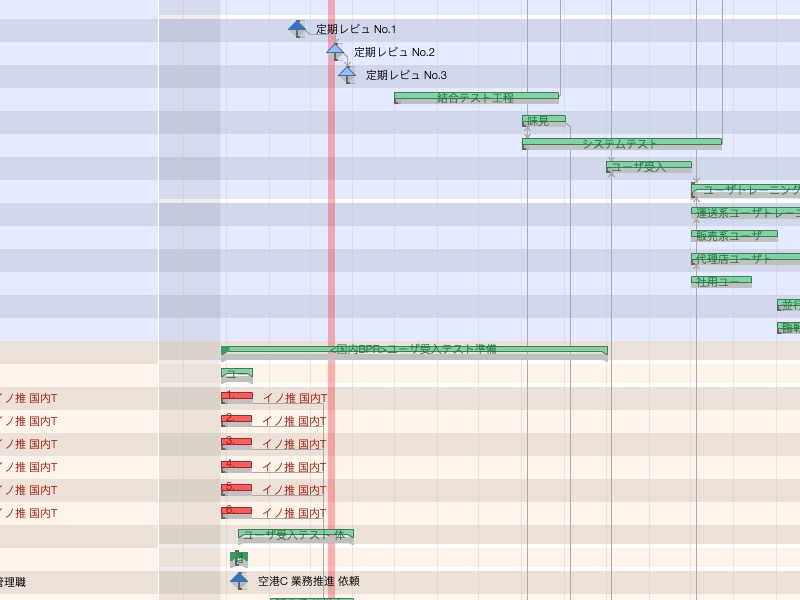 定期レビュ No.1
定期レビュ No.2
定期レビュ No.3
結合テスト工程
味見
システムテスト
ユーザ受入
ユーザトレーニング
運送系ユーザトレーニ
販売系ユーザ
代理店ユーザト
社用ユー
並行
<国内BPR>ユーザ受入テスト準備
ユー
イノ推 国内T 1. イノ推 国内T
イノ推 国内T 2. イノ推 国内T
イノ推 国内T 3. イノ推 国内T
イノ推 国内T 4. イノ推 国内T
イノ推 国内T 5. イノ推 国内T
イノ推 国内T 6. イノ推 国内T
ユーザ受入テスト体
管理職 空港C 業務推進 依頼